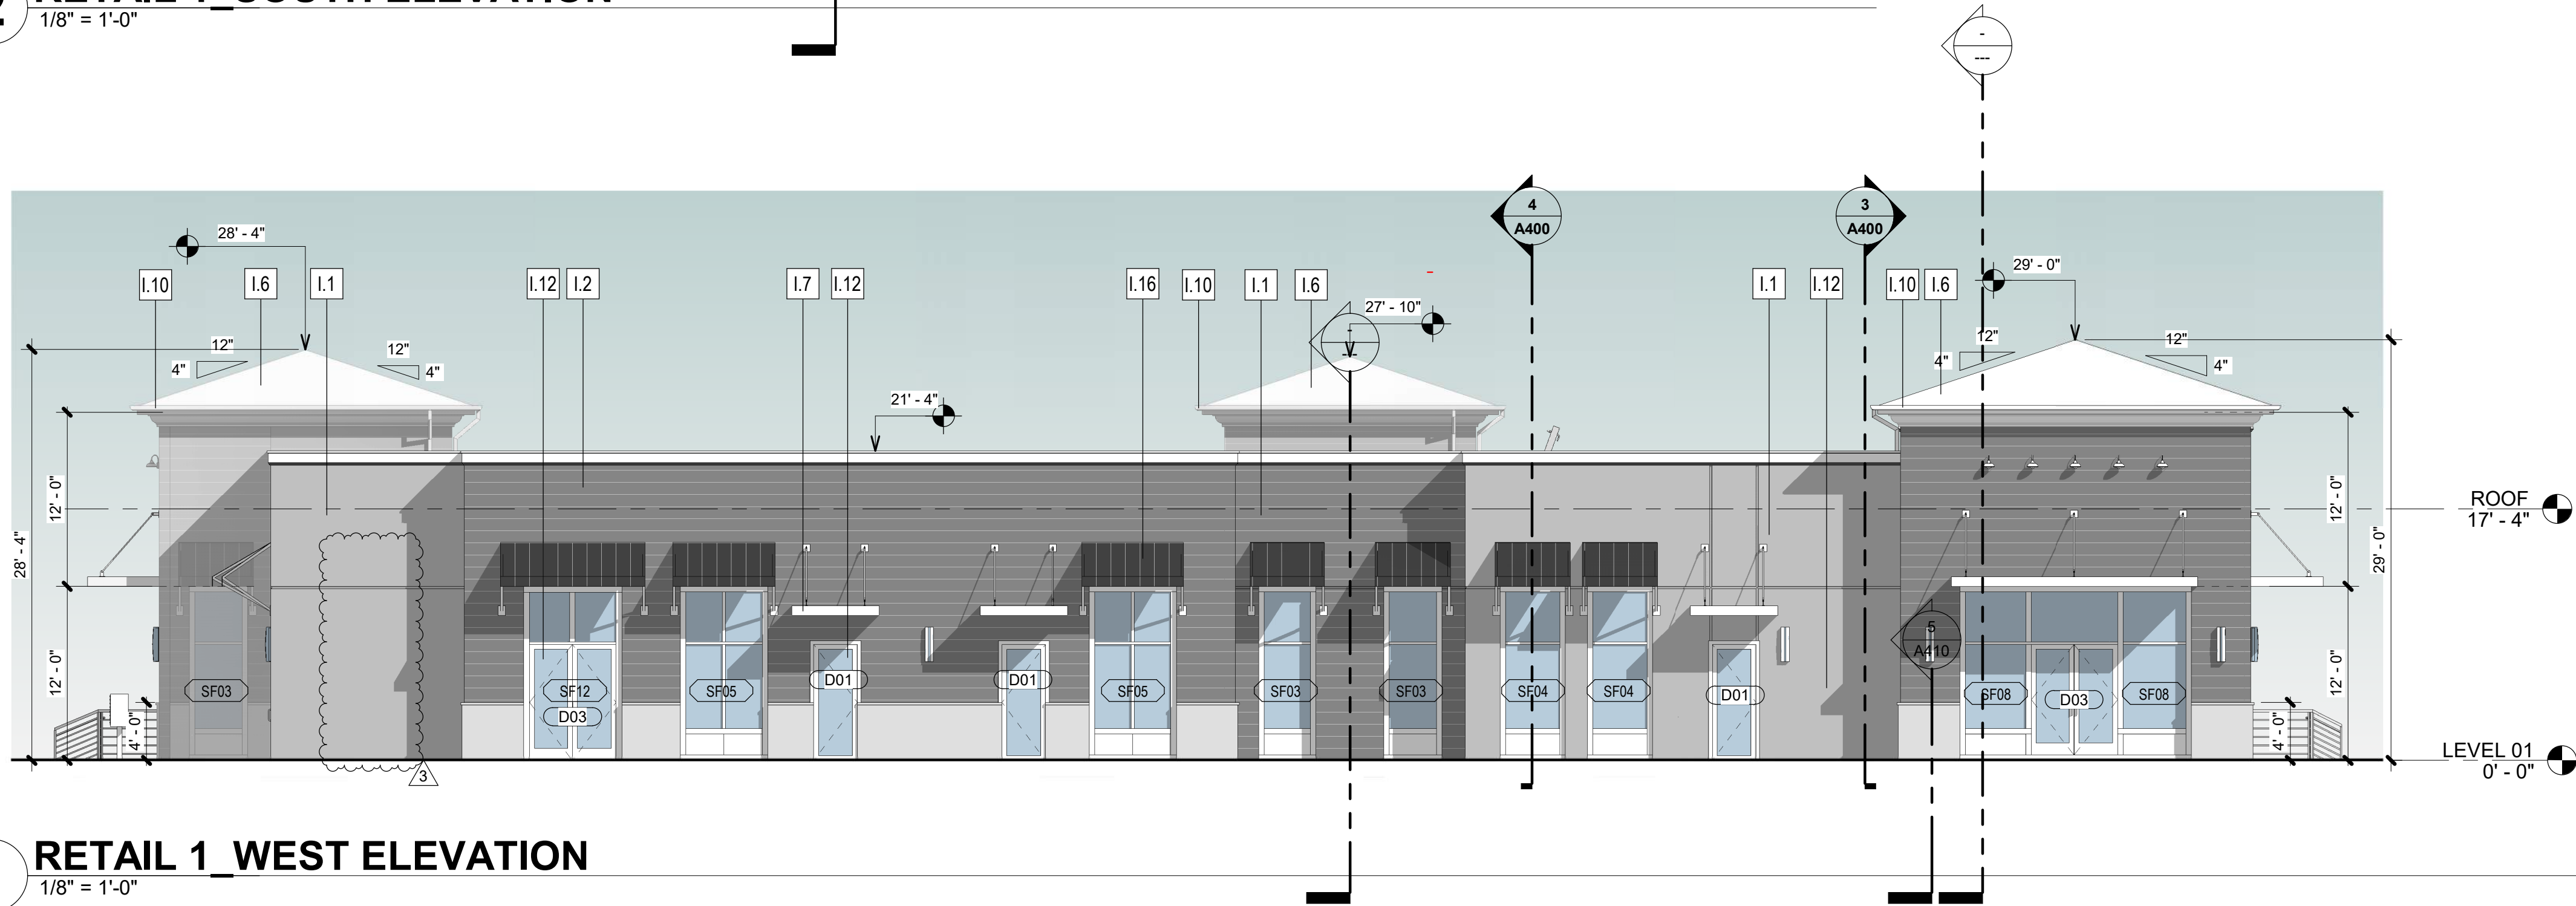 1/8" = 1'-0"
-
---
4
A400
3
A400
28' - 4"
29' - 0"
I.10
I.6
I.1
I.12
I.2
I.7
I.12
I.16
I.10
I.1
I.6
I.1
I.12
I.10
I.6
27' - 10"
-
12"
4"
12"
4"
12"
4"
12"
4"
21' - 4"
12' - 0"
28' - 4"
12' - 0"
4' - 0"
12' - 0"
29' - 0"
12' - 0"
4' - 0"
ROOF
17' - 4"
5
A410
SF03
SF12
D03
SF05
D01
D01
SF05
SF03
SF03
SF04
SF04
D01
SF08
D03
SF08
LEVEL 01
0' - 0"
3
RETAIL 1_WEST ELEVATION
1/8" = 1'-0"